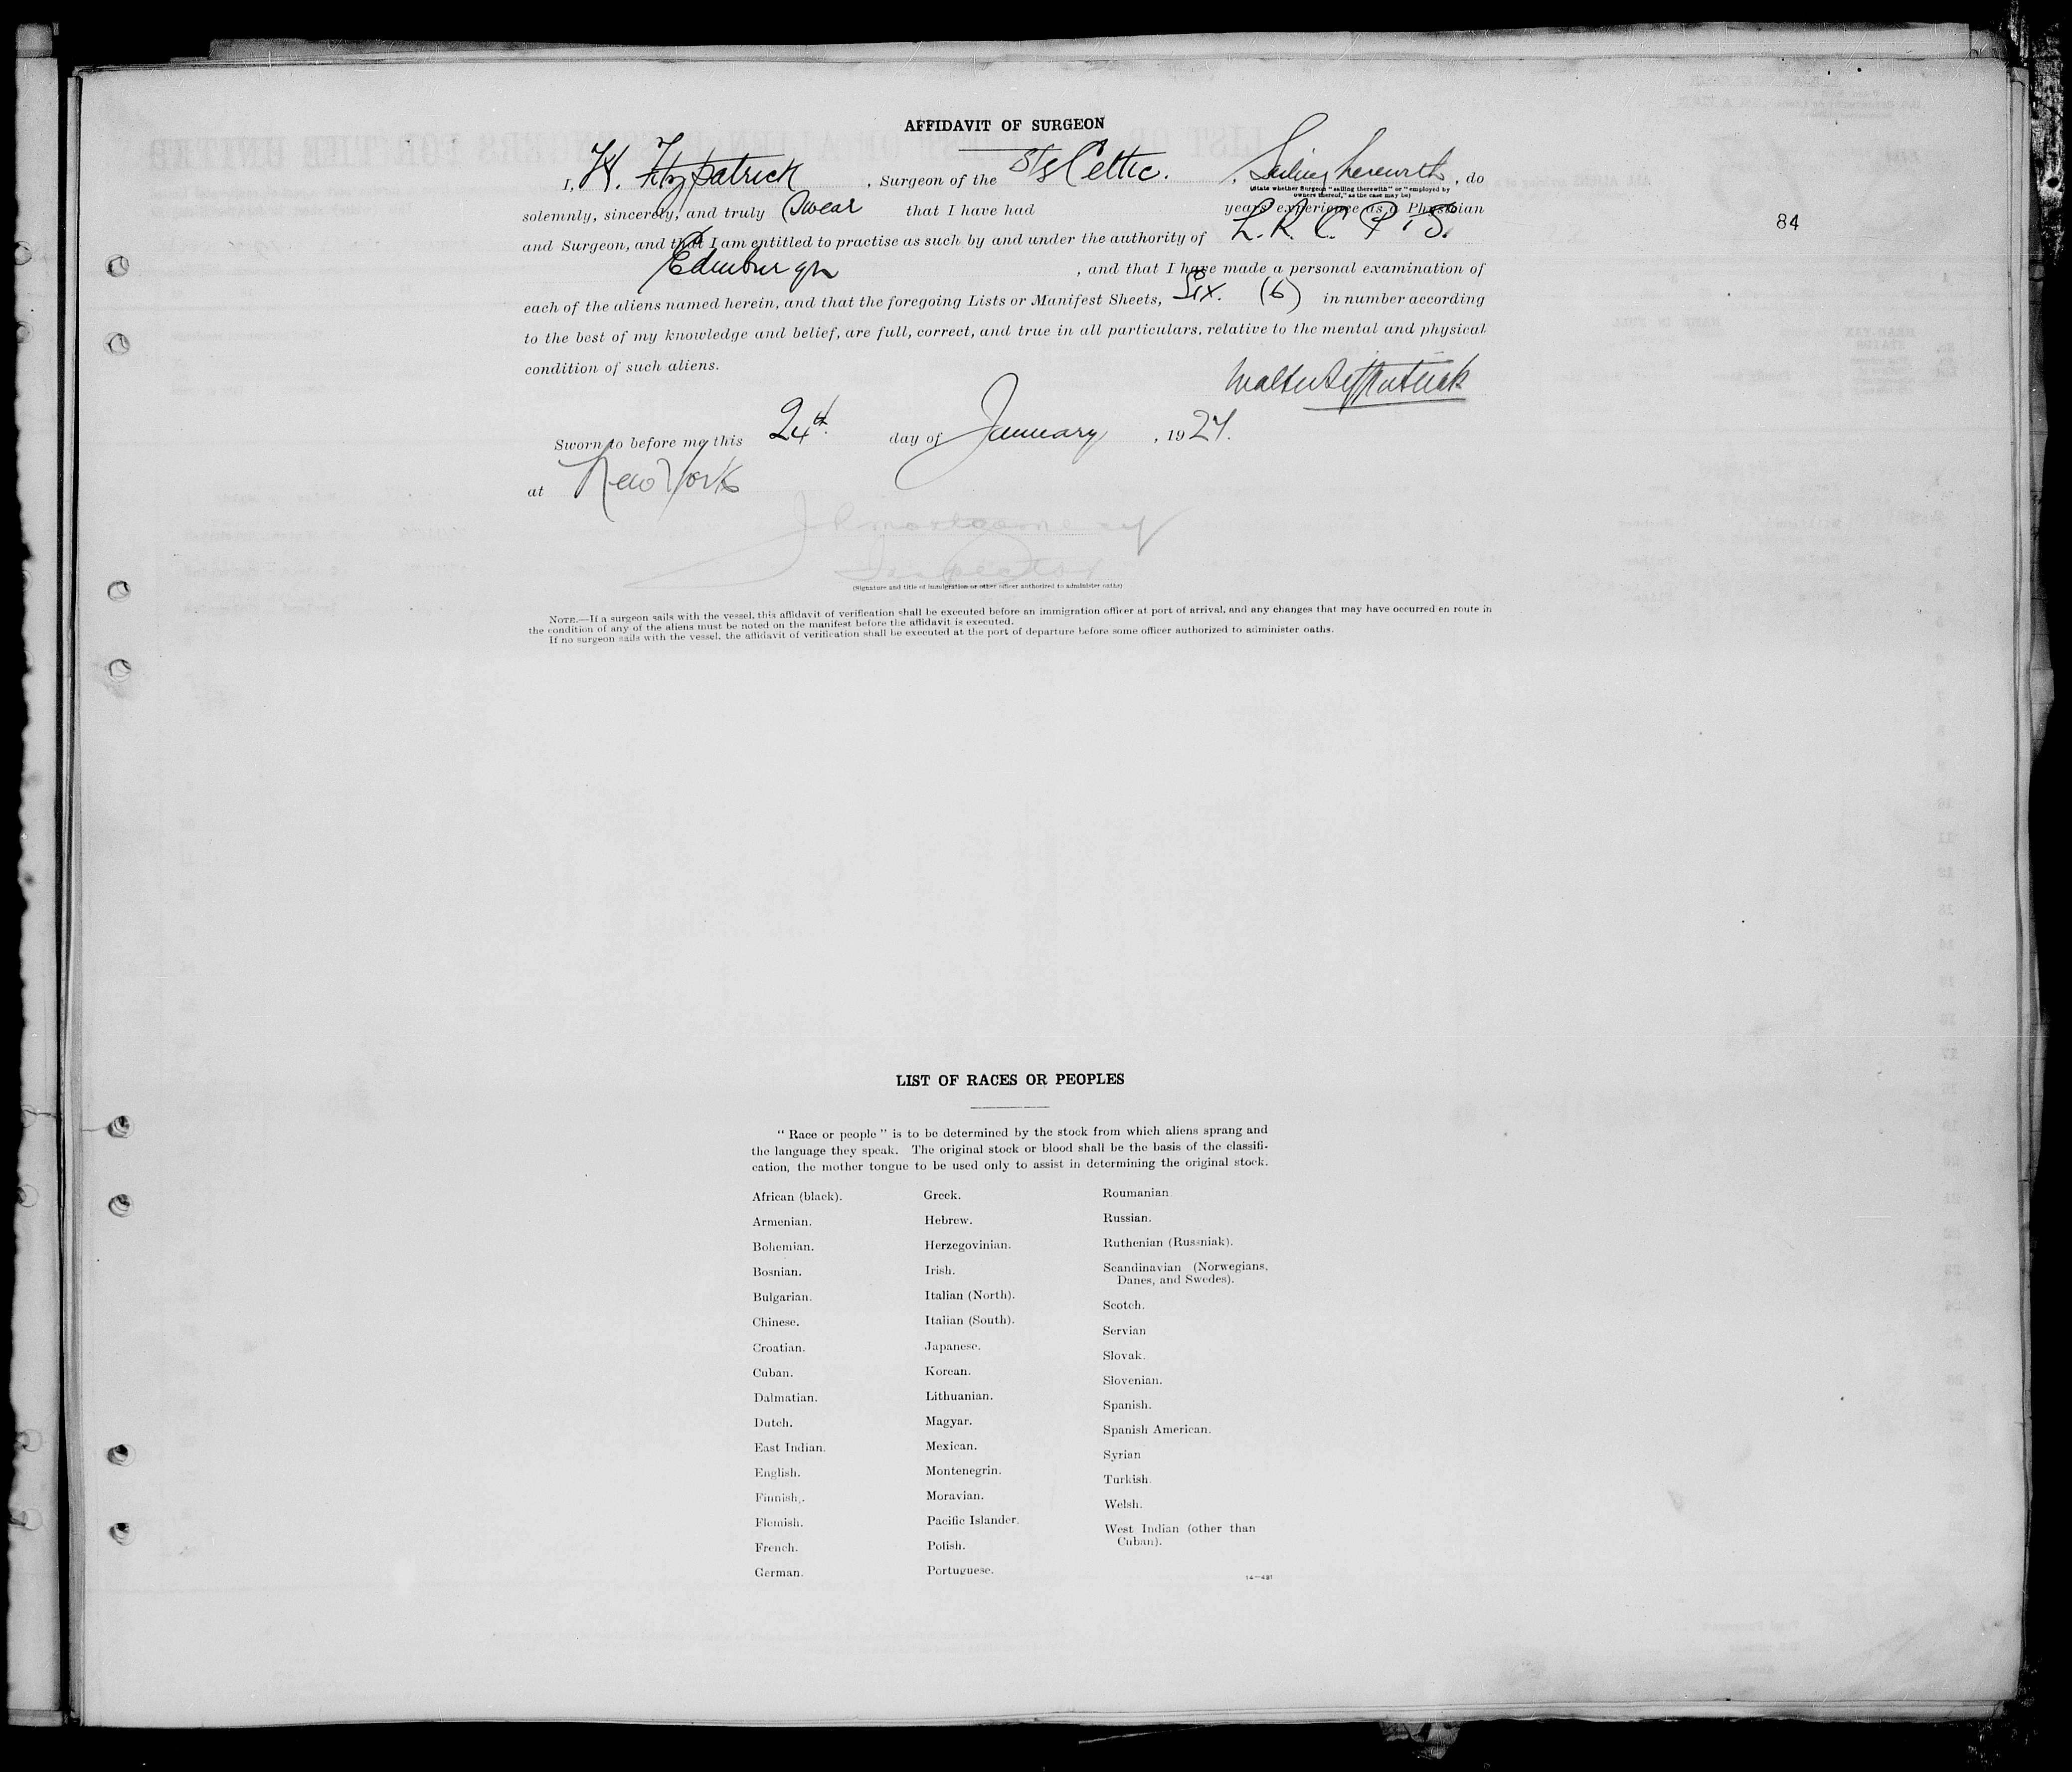 AFFIDAVIT OF SURGEON
I, W. Fitzpatrick, Surgeon of the S/S Celtic. , Sailing therewith, do
(State whether Surgeon "sailing therewith" or "employed by
owners thereof," as the case may be)
solemnly, sincerely, and truly Swear that I have had years' experience as a Physician
and Surgeon, and that I am entitled to practise as such by and under the authority of L. R. C. P. & S.
84
Edinburgh , and that I have made a personal examination of
each of the aliens named herein, and that the foregoing Lists or Manifest Sheets, Six. (6) in number according
to the best of my knowledge and belief, are full, correct, and true in all particulars, relative to the mental and physical
condition of such aliens.
Walter Fitzpatrick
Sworn to before me this 24th day of January, 1927.
at New York
Inspector
(Signature and title of immigration or other officer authorized to administer oaths)
NOTE.—If a surgeon sails with the vessel, this affidavit of verification shall be executed before an immigration officer at port of arrival, and any changes that may have occurred en route in
the condition of any of the aliens must be noted on the manifest before the affidavit is executed.
If no surgeon sails with the vessel, the affidavit of verification shall be executed at the port of departure before some officer authorized to administer oaths.
LIST OF RACES OR PEOPLES
"Race or people" is to be determined by the stock from which aliens sprang and
the language they speak. The original stock or blood shall be the basis of the classifi-
cation, the mother tongue to be used only to assist in determining the original stock.
African (black).
Armenian.
Bohemian.
Bosnian.
Bulgarian.
Chinese.
Croatian.
Cuban.
Dalmatian.
Dutch.
East Indian.
English.
Finnish.
Flemish.
French.
German.
Greek.
Hebrew.
Herzegovinian.
Irish.
Italian (North).
Italian (South).
Japanese.
Korean.
Lithuanian.
Magyar.
Mexican.
Montenegrin.
Moravian.
Pacific Islander.
Polish.
Portuguese.
Roumanian.
Russian.
Ruthenian (Russniak).
Scandinavian (Norwegians,
Danes, and Swedes).
Scotch.
Servian
Slovak.
Slovenian.
Spanish.
Spanish American.
Syrian
Turkish.
Welsh.
West Indian (other than
Cuban).
14—431